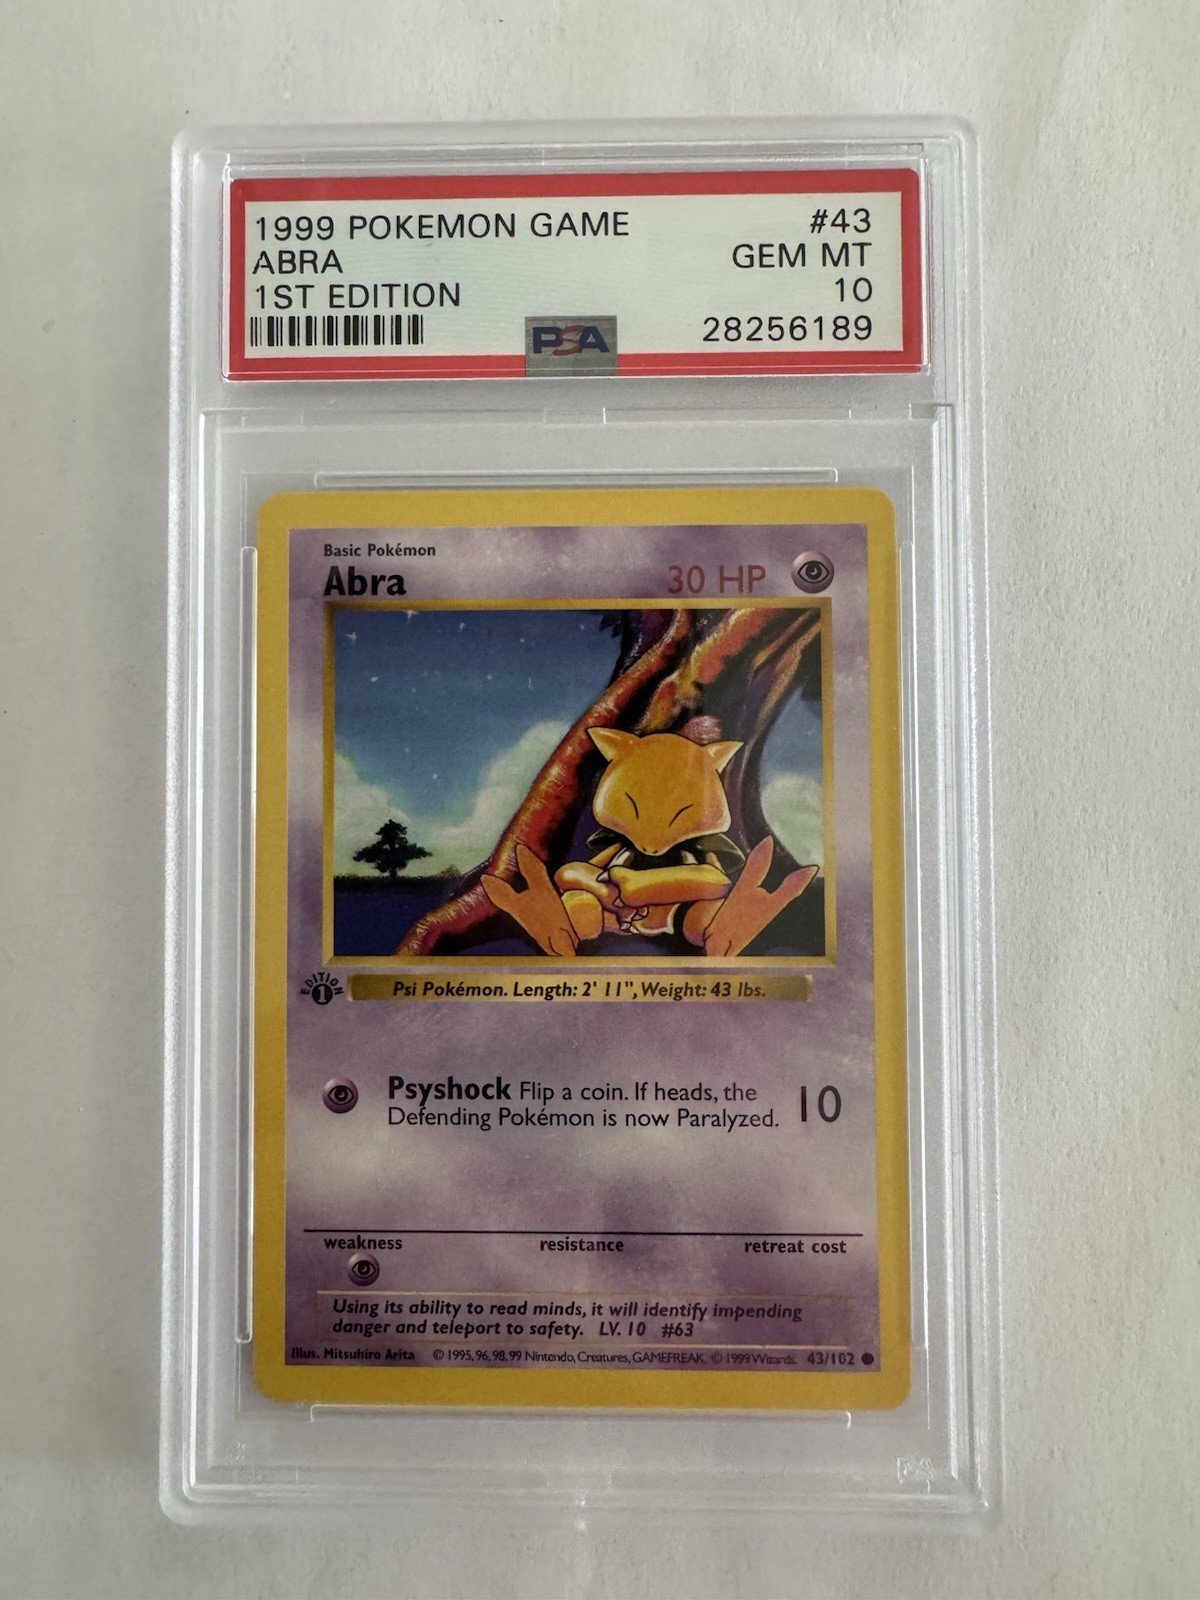 1999 POKEMON GAME #43
ABRA GEM MT
1ST EDITION 10
PSA 28256189
Basic Pokémon
Abra 30 HP
EDITION
1
Psi Pokémon. Length: 2' 11", Weight: 43 lbs.
Psyshock Flip a coin. If heads, the
Defending Pokémon is now Paralyzed. 10
weakness resistance retreat cost
Using its ability to read minds, it will identify impending
danger and teleport to safety. LV. 10 #63
Illus. Mitsuhiro Arita © 1995, 96, 98, 99 Nintendo, Creatures, GAMEFREAK. © 1999 Wizards. 43/102